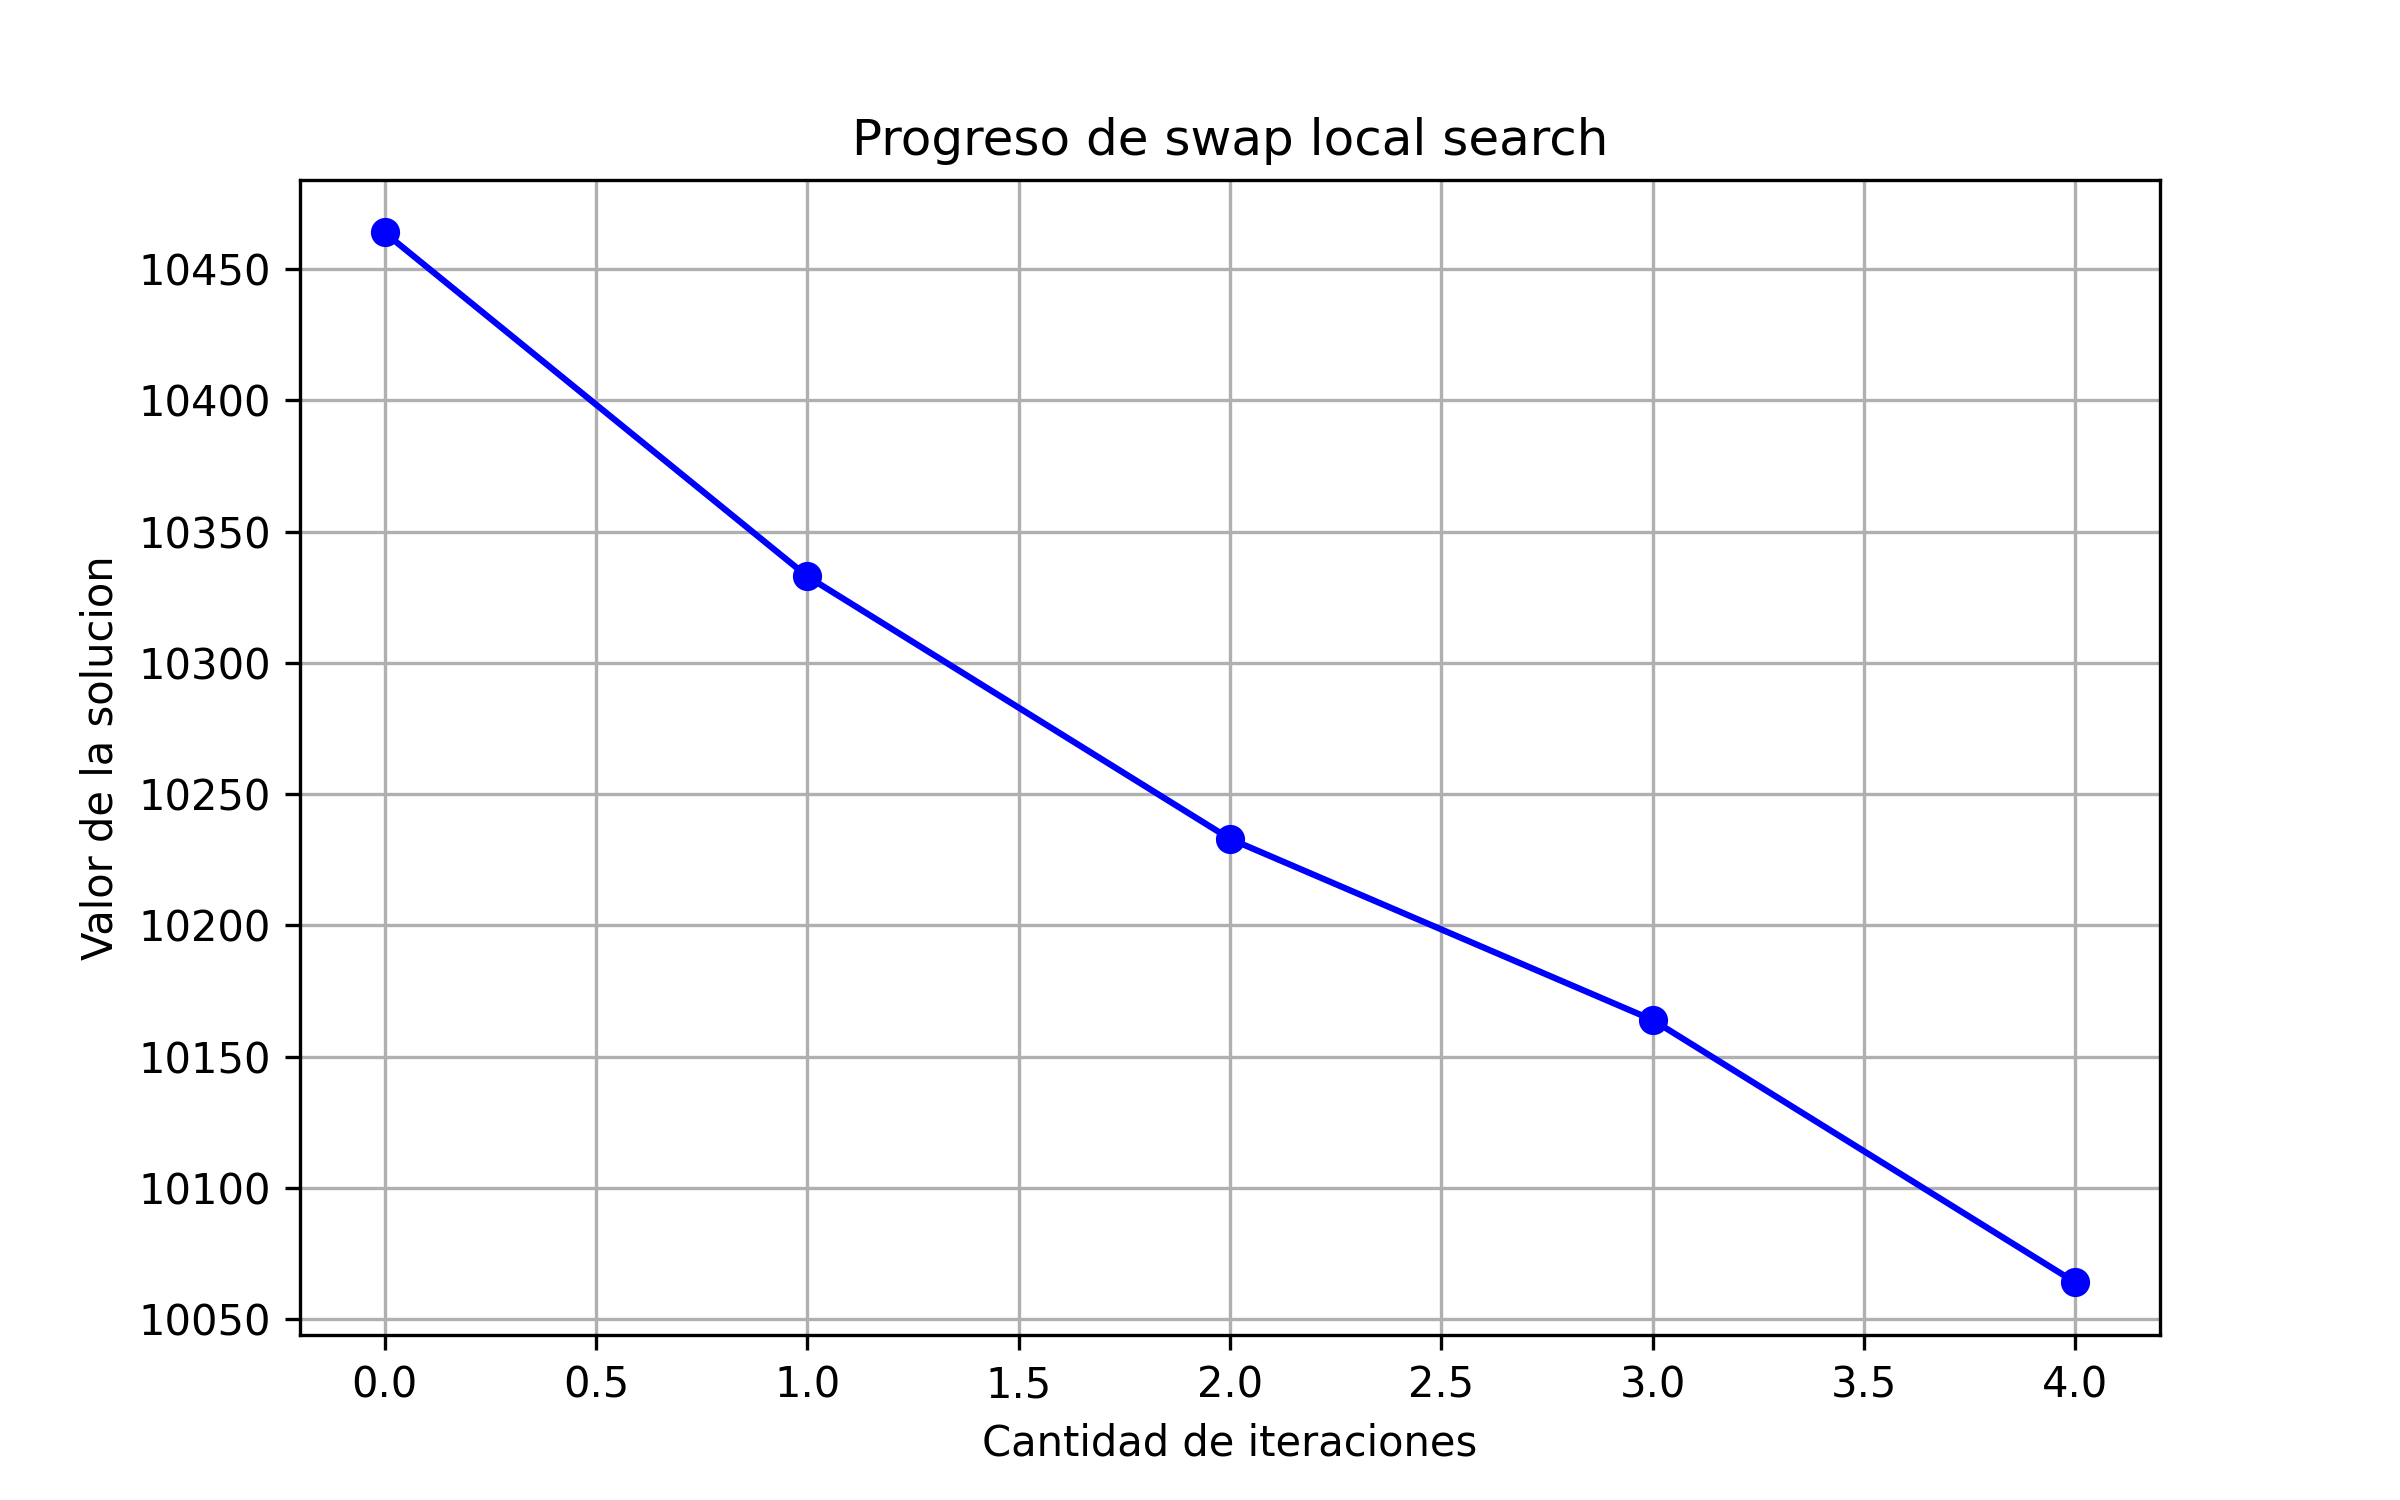 Progreso de swap local search
Valor de la solucion
10450
10400
10350
10300
10250
10200
10150
10100
10050
0.0 0.5 1.0 1.5 2.0 2.5 3.0 3.5 4.0
Cantidad de iteraciones